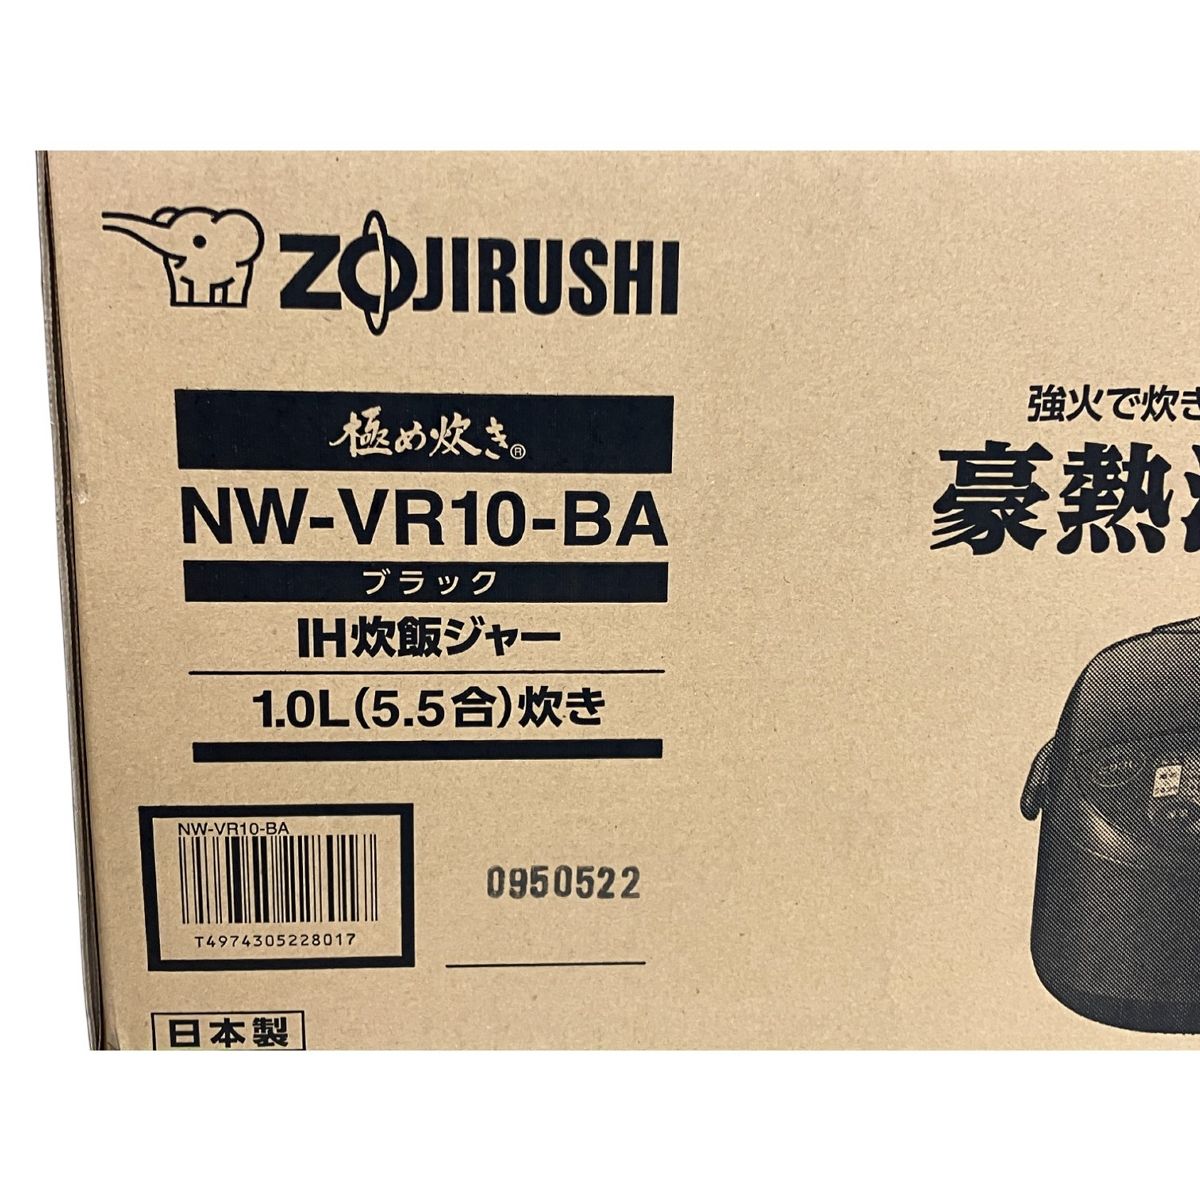 ZOJIRUSHI
極め炊き®
NW-VR10-BA
ブラック
IH炊飯ジャー
1.0L(5.5合)炊き
NW-VR10-BA
T4974305228017
0950522
日本製
強火で炊き
豪熱